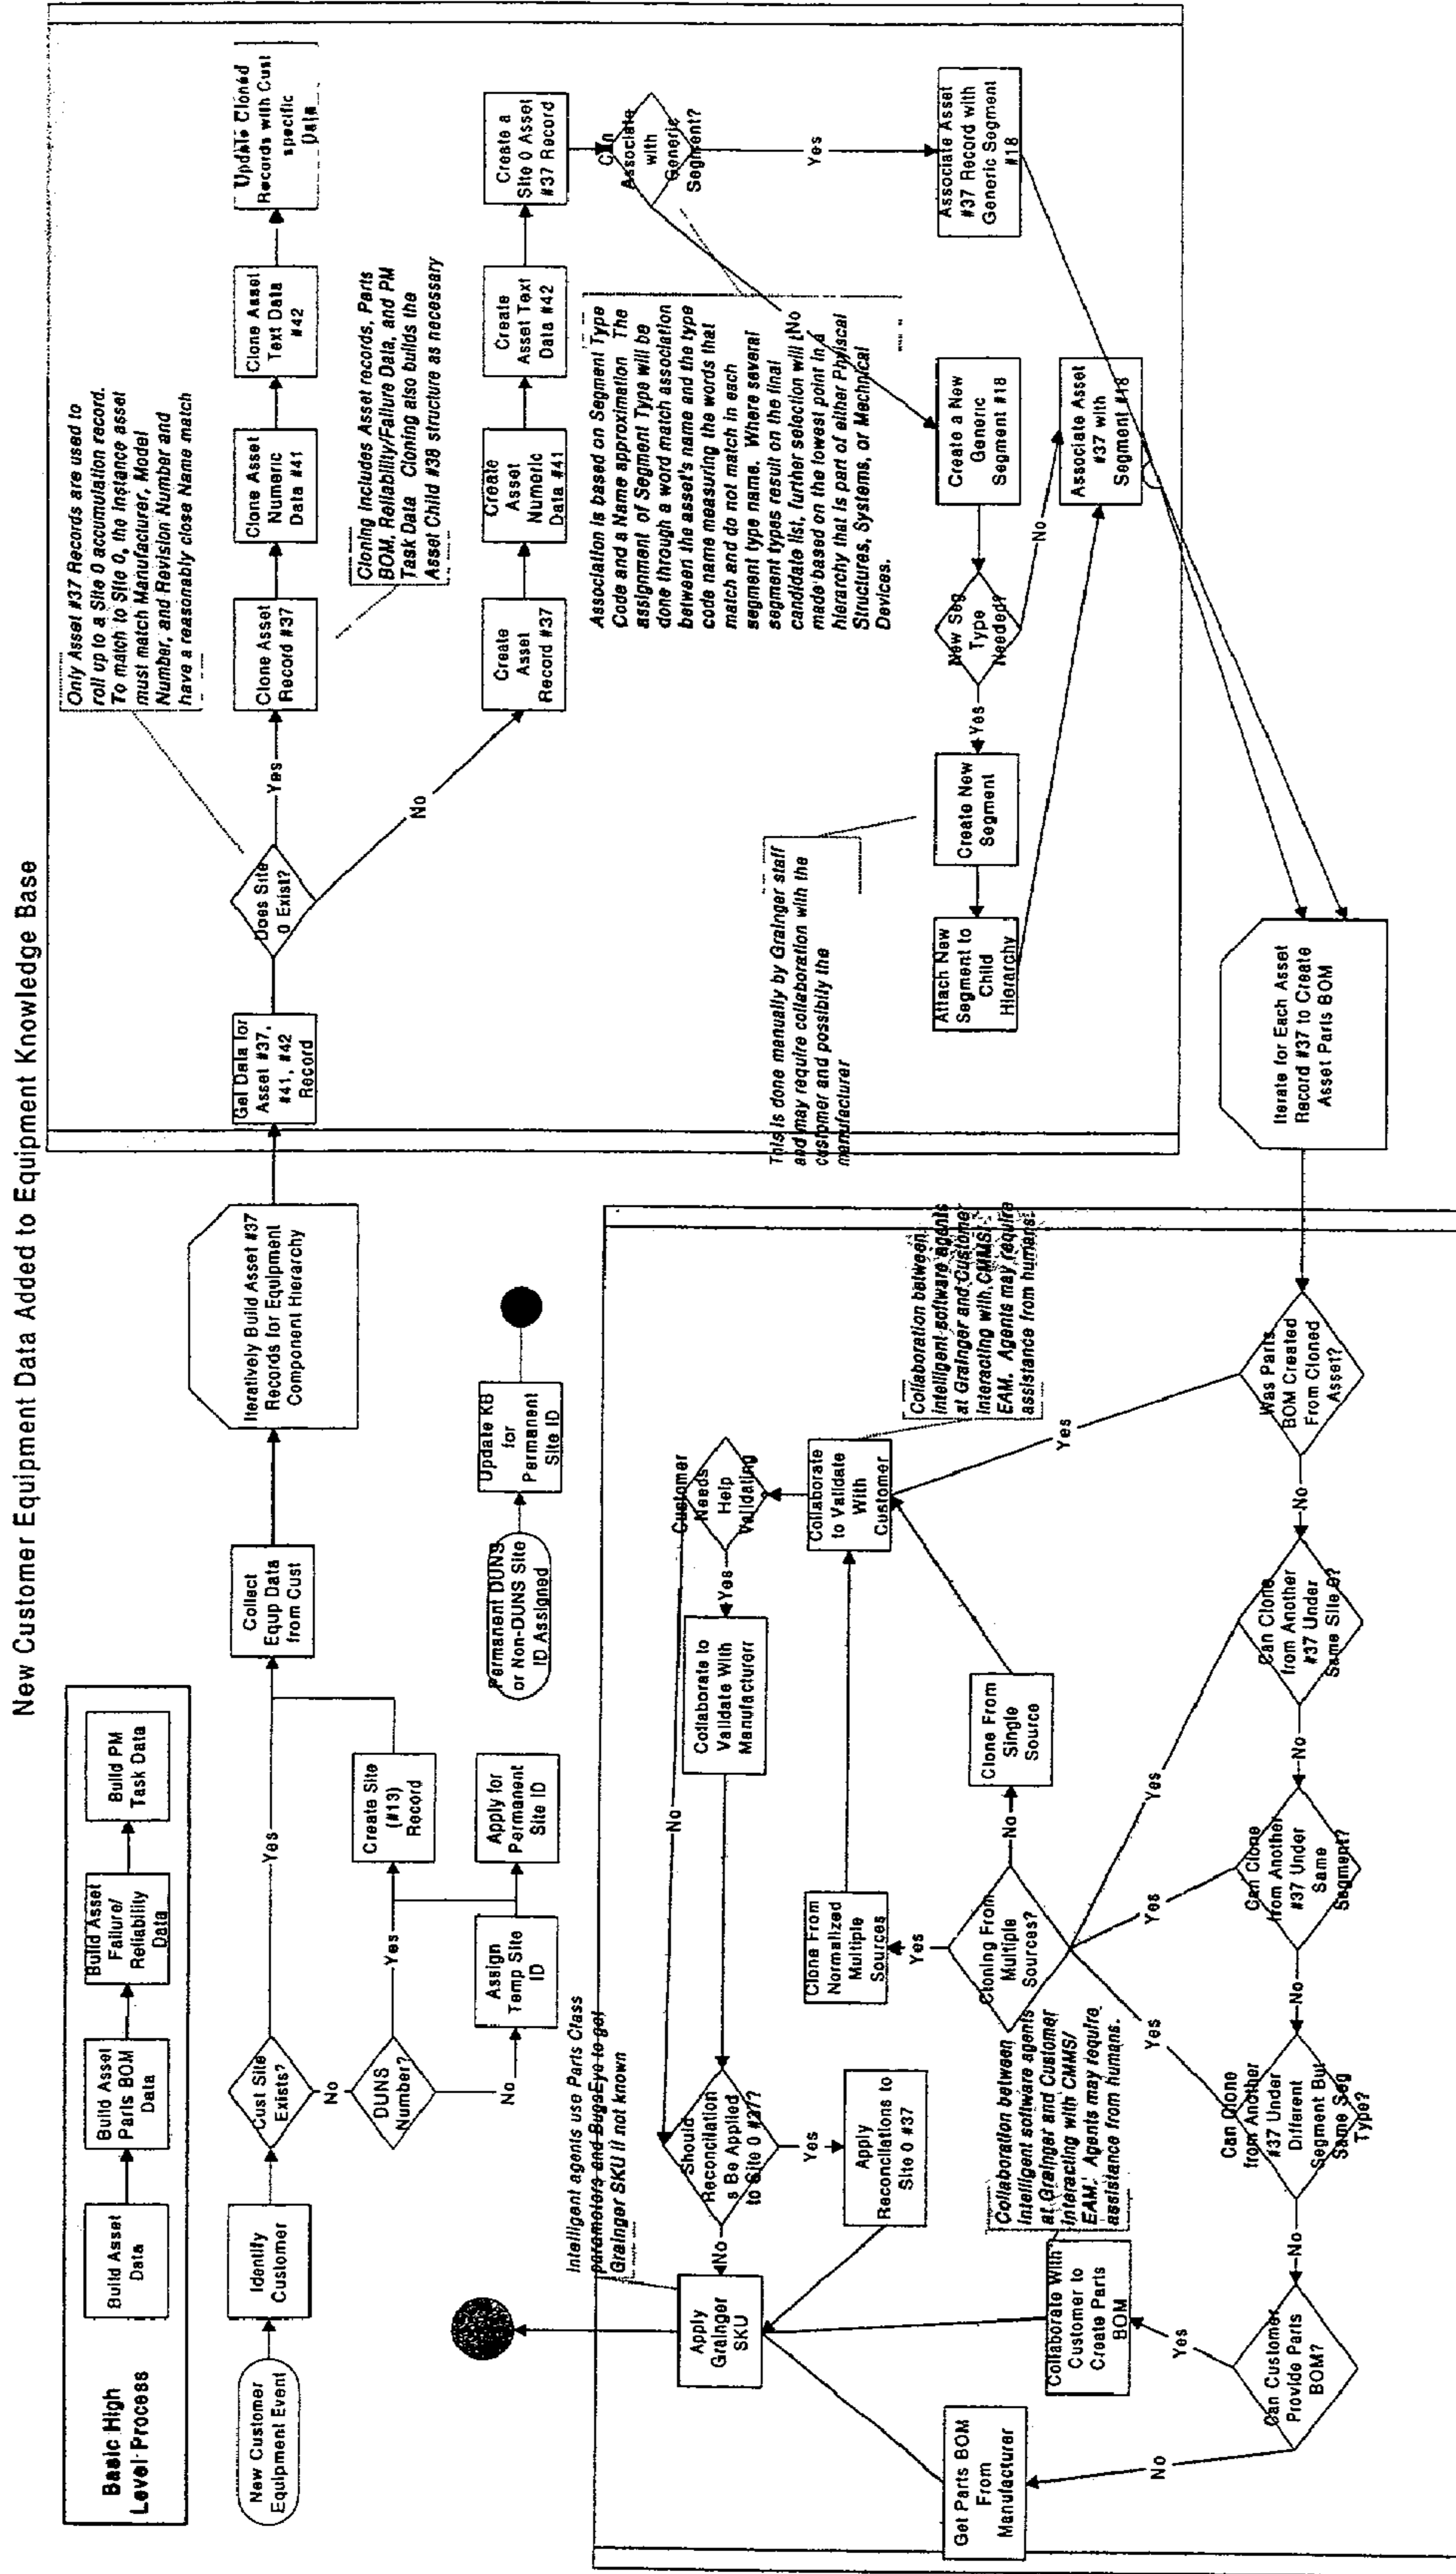 New Customer Equipment Data Added to Equipment Knowledge Base
Basic High
Level Process
Build Asset
Data
Build Asset
Parts BOM
Data
Build Asset
Failure/
Reliability
Data
Build PM
Task Data
New Customer
Equipment Event
Identify
Customer
Cust Site
Exists?
Yes
No
DUNS
Number?
Yes
No
Assign
Temp Site
ID
Create Site
(#13)
Record
Apply for
Permanent
Site ID
Collect
Equp Data
from Cust
Permanent DUNS
or Non-DUNS Site
ID Assigned
Update KB
for
Permanent
Site ID
Iteratively Build Asset #37
Records for Equipment
Component Hierarchy
Get Data for
Asset #37,
#41, #42
Record
Does Site
0 Exist?
Yes
No
Only Asset #37 Records are used to
roll up to a Site 0 accumulation record.
To match to Site 0, the Instance asset
must match Manufacturer, Model
Number, and Revision Number and
have a reasonably close Name match
Clone Asset
Record #37
Clone Asset
Numeric
Data #41
Clone Asset
Text Data
#42
Update Cloned
Records with Cust
specific
Data
Cloning includes Asset records, Parts
BOM, Reliability/Failure Data, and PM
Task Data Cloning also builds the
Asset Child #38 structure as necessary
Create
Asset
Record #37
Create
Asset
Numeric
Data #41
Create
Asset Text
Data #42
Create a
Site 0 Asset
#37 Record
Can
Associate
with
Generic
Segment?
Yes
No
Associate Asset
#37 Record with
Generic Segment
#18
Association is based on Segment Type
Code and a Name approximation The
assignment of Segment Type will be
done through a word match association
between the asset's name and the type
code name measuring the words that
match and do not match in each
segment type name. Where several
segment types result on the final
candidate list, further selection will
made based on the lowest point in a
hierarchy that is part of either Phyiscal
Structures, Systems, or Mechnical
Devices.
Create a New
Generic
Segment #18
New Seg
Type
Needed?
No
Yes
Create New
Segment
Attach New
Segment to
Child
Hierarchy
Associate Asset
#37 with
Segment #18
This is done manually by Grainger staff
and may require collaboration with the
customer and possibily the
manufacturer
Iterate for Each Asset
Record #37 to Create
Asset Parts BOM
Was Parts
BOM Created
From Cloned
Asset?
Yes
No
Can Clone
from Another
#37 Under
Same Site 0?
Yes
No
Can Clone
from Another
#37 Under
Same
Segment?
Yes
No
Can Clone
from Another
#37 Under
Different
Segment But
Same Seg
Type?
Yes
No
Can Customer
Provide Parts
BOM?
Yes
No
Get Parts BOM
From
Manufacturer
Collaborate With
Customer to
Create Parts
BOM
Collaboration between
intelligent software agents
at Grainger and Customer
interacting with CMMS/
EAM. Agents may require
assistance from humans.
Cloning From
Multiple
Sources?
Yes
No
Clone From
Normalized
Multiple
Sources
Clone From
Single
Source
Collaborate
to Validate
With
Customer
Collaboration between
intelligent software agents
at Grainger and Customer
interacting with CMMS/
EAM. Agents may require
assistance from humans.
Customer
Needs
Help
Validating
Yes
No
Collaborate to
Validate With
Manufacturerr
Should
Reconciliation
s Be Applied
to Site 0 #37?
Yes
No
Apply
Reconcilations to
Site 0 #37
Apply
Grainger
SKU
Intelligent agents use Parts Class
parameters and BugsEye to get
Grainger SKU if not known